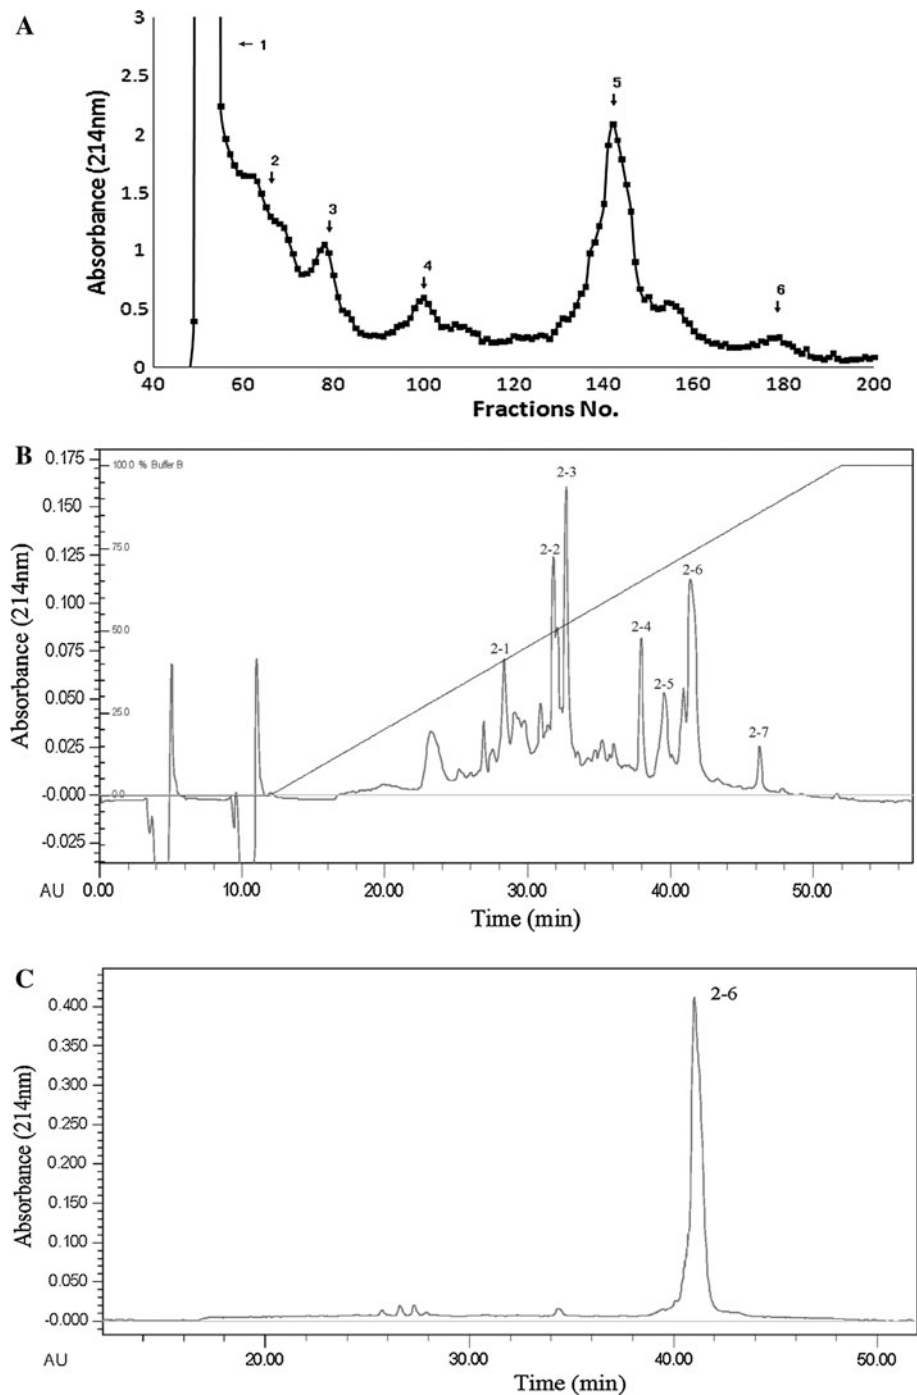 A
3
2.5
2
1.5
1
0.5
0
Absorbance (214nm)
← 1
2
3
4
5
6
40 60 80 100 120 140 160 180 200
Fractions No.
B
0.175
0.150
0.125
0.100
0.075
0.050
0.025
-0.000
-0.025
Absorbance (214nm)
100.0 % Buffer B
75.0
50.0
25.0
0.0
2-1
2-2
2-3
2-4
2-5
2-6
2-7
AU
0.00 10.00 20.00 30.00 40.00 50.00
Time (min)
C
0.400
0.350
0.300
0.250
0.200
0.150
0.100
0.050
-0.000
Absorbance (214nm)
2-6
AU
20.00 30.00 40.00 50.00
Time (min)